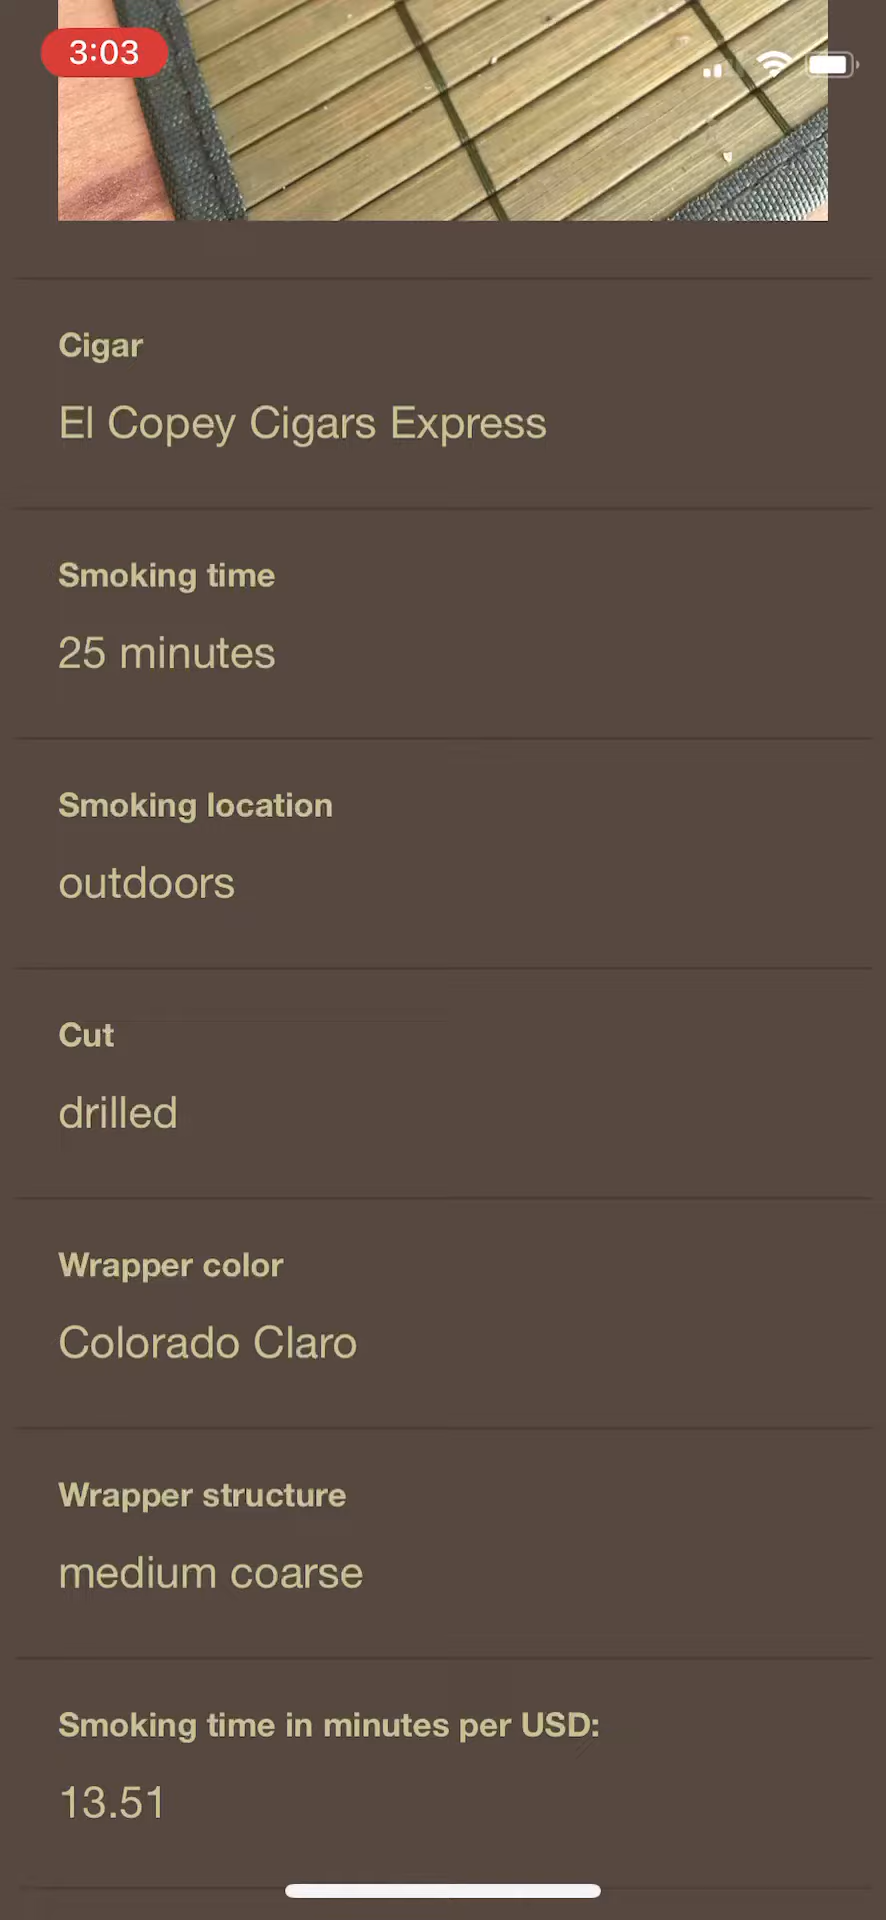 3:03
Cigar
El Copey Cigars Express
Smoking time
25 minutes
Smoking location
outdoors
Cut
drilled
Wrapper color
Colorado Claro
Wrapper structure
medium coarse
Smoking time in minutes per USD:
13.51